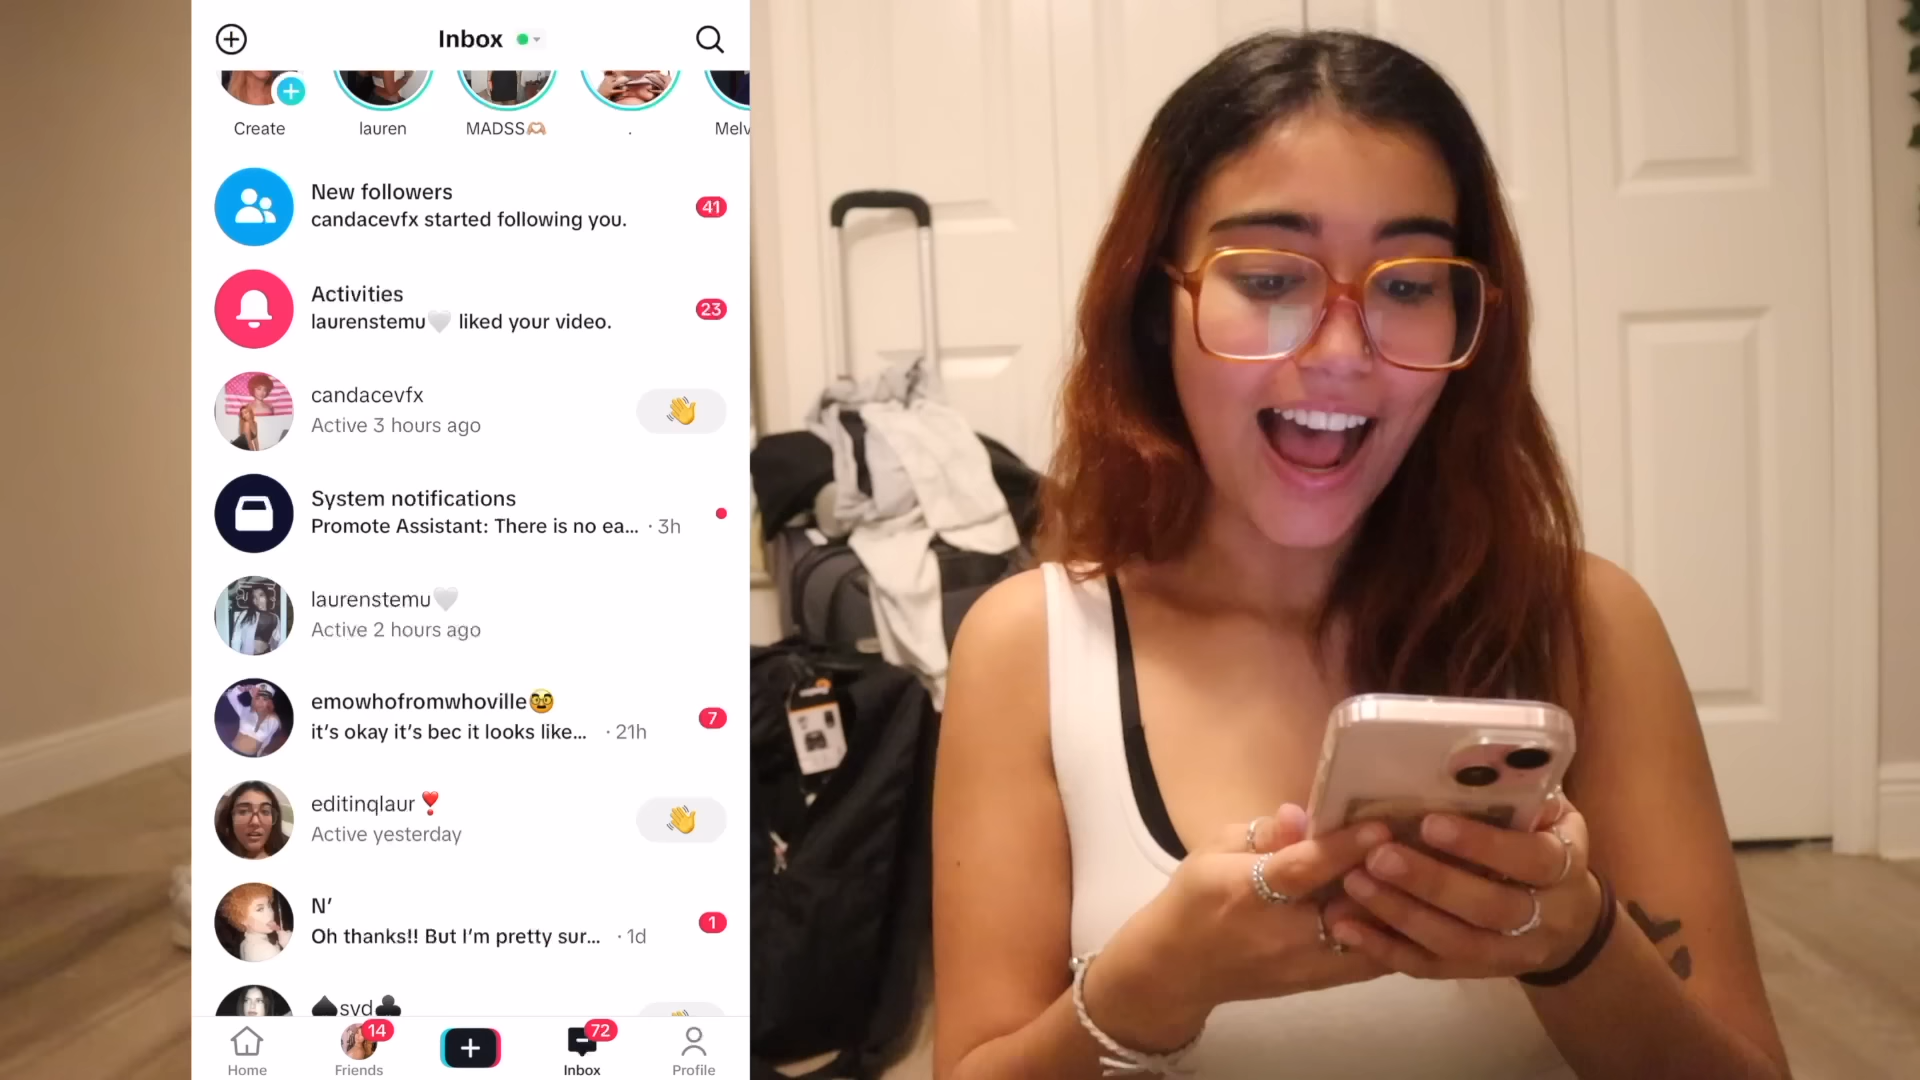 Inbox
Create
lauren
MADSS🫶🏼
.
Melv
New followers
candacevfx started following you.
41
Activities
laurenstemu🤍 liked your video.
23
candacevfx
Active 3 hours ago
System notifications
Promote Assistant: There is no ea... · 3h
laurenstemu🤍
Active 2 hours ago
emowhofromwhoville🥸
it's okay it's bec it looks like... · 21h
7
editinqlaur❣️
Active yesterday
N'
Oh thanks!! But I'm pretty sur... · 1d
1
♠️syd♣️
14
72
Home
Friends
Inbox
Profile